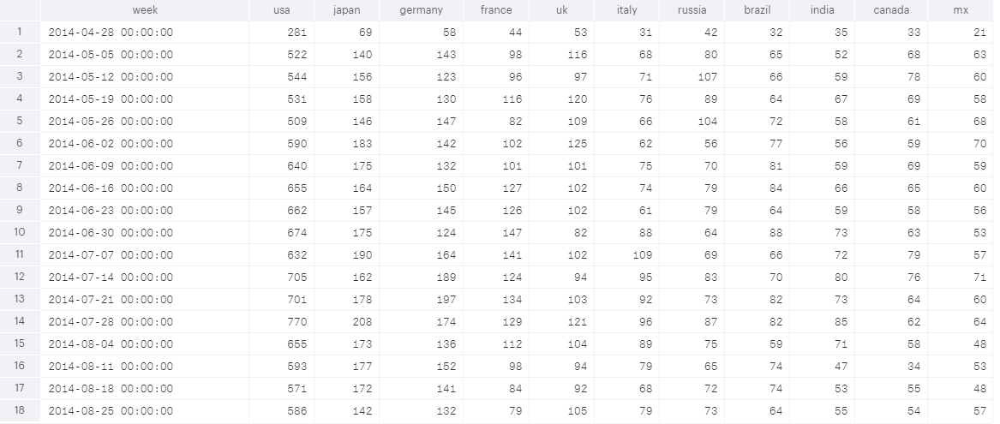 week usa japan germany france uk italy russia brazil india canada mx
1 2014-04-28 00:00:00 281 69 58 44 53 31 42 32 35 33 21
2 2014-05-05 00:00:00 522 140 143 98 116 68 80 65 52 68 63
3 2014-05-12 00:00:00 544 156 123 96 97 71 107 66 59 78 60
4 2014-05-19 00:00:00 531 158 130 116 120 76 89 64 67 69 58
5 2014-05-26 00:00:00 509 146 147 82 109 66 104 72 58 61 68
6 2014-06-02 00:00:00 590 183 142 102 125 62 56 77 56 59 70
7 2014-06-09 00:00:00 640 175 132 101 101 75 70 81 59 69 59
8 2014-06-16 00:00:00 655 164 150 127 102 74 79 84 66 65 60
9 2014-06-23 00:00:00 662 157 145 126 102 61 79 64 59 58 56
10 2014-06-30 00:00:00 674 175 124 147 82 88 64 88 73 63 53
11 2014-07-07 00:00:00 632 190 164 141 102 109 69 66 72 79 57
12 2014-07-14 00:00:00 705 162 189 124 94 95 83 70 80 76 71
13 2014-07-21 00:00:00 701 178 197 134 103 92 73 82 73 64 60
14 2014-07-28 00:00:00 770 208 174 129 121 96 87 82 85 62 64
15 2014-08-04 00:00:00 655 173 136 112 104 89 75 59 71 58 48
16 2014-08-11 00:00:00 593 177 152 98 94 79 65 74 47 34 53
17 2014-08-18 00:00:00 571 172 141 84 92 68 72 74 53 55 48
18 2014-08-25 00:00:00 586 142 132 79 105 79 73 64 55 54 57